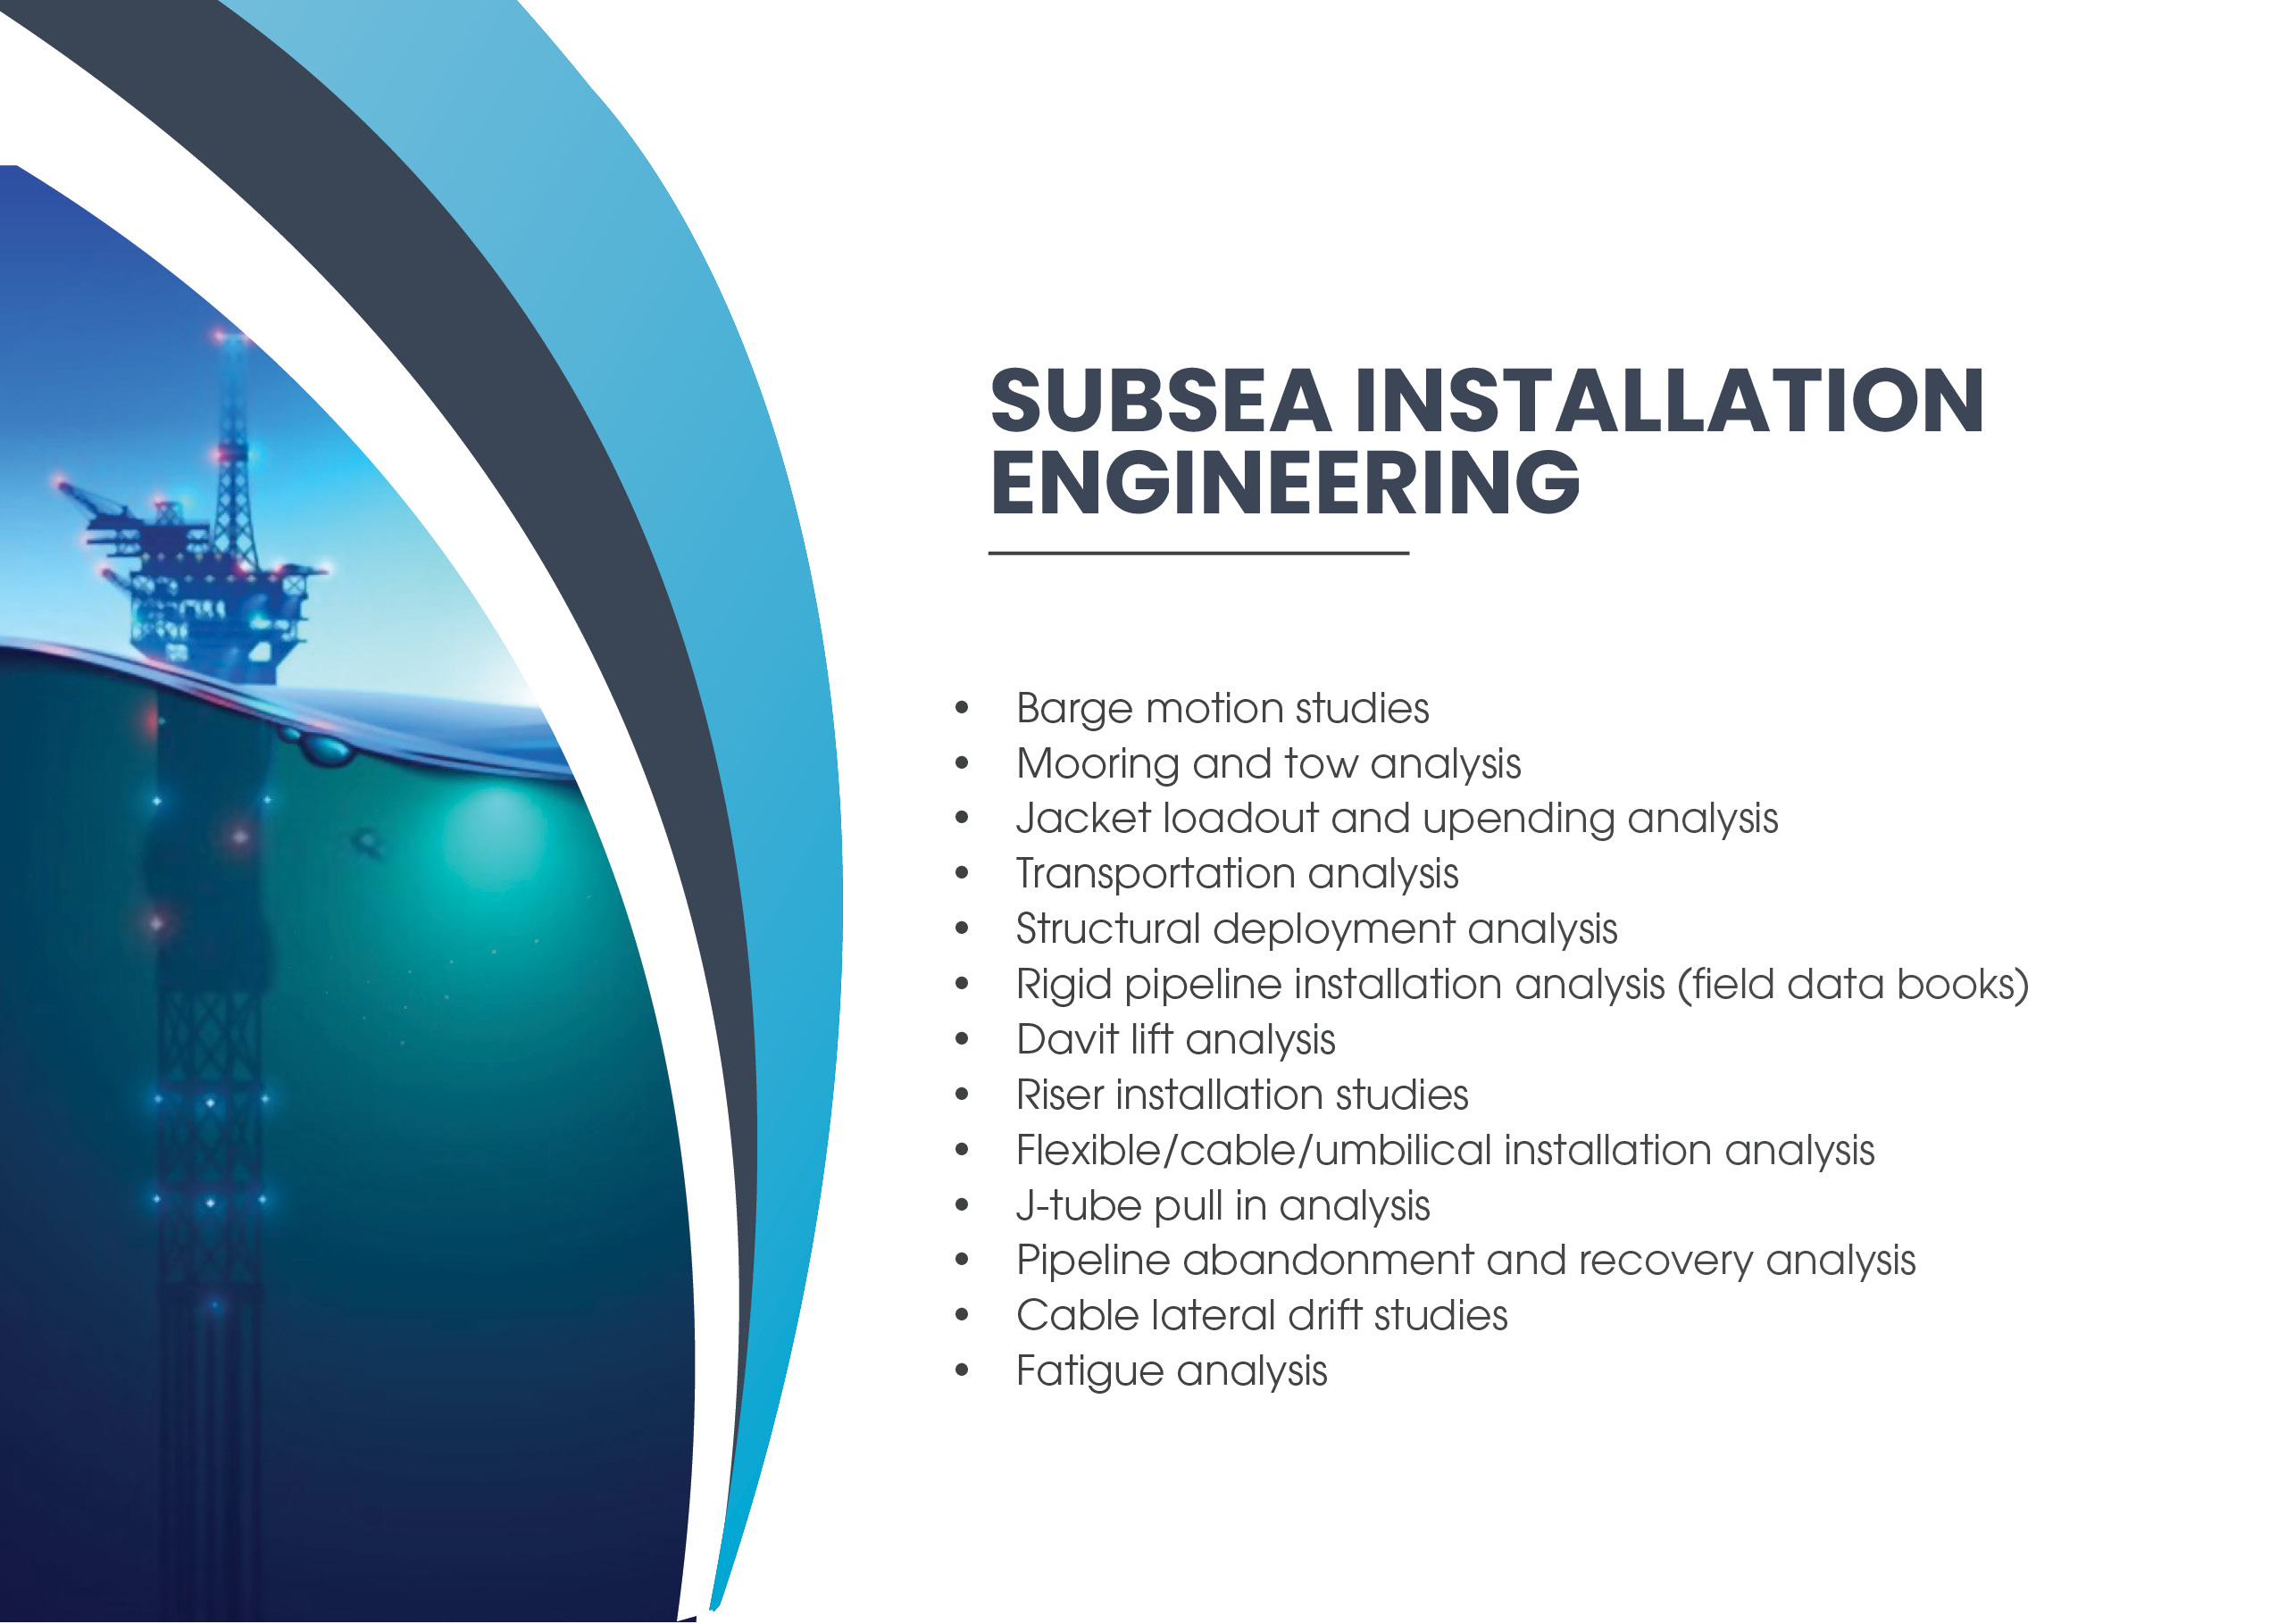 SUBSEA INSTALLATION
ENGINEERING
• Barge motion studies
• Mooring and tow analysis
• Jacket loadout and upending analysis
• Transportation analysis
• Structural deployment analysis
• Rigid pipeline installation analysis (field data books)
• Davit lift analysis
• Riser installation studies
• Flexible/cable/umbilical installation analysis
• J-tube pull in analysis
• Pipeline abandonment and recovery analysis
• Cable lateral drift studies
• Fatigue analysis